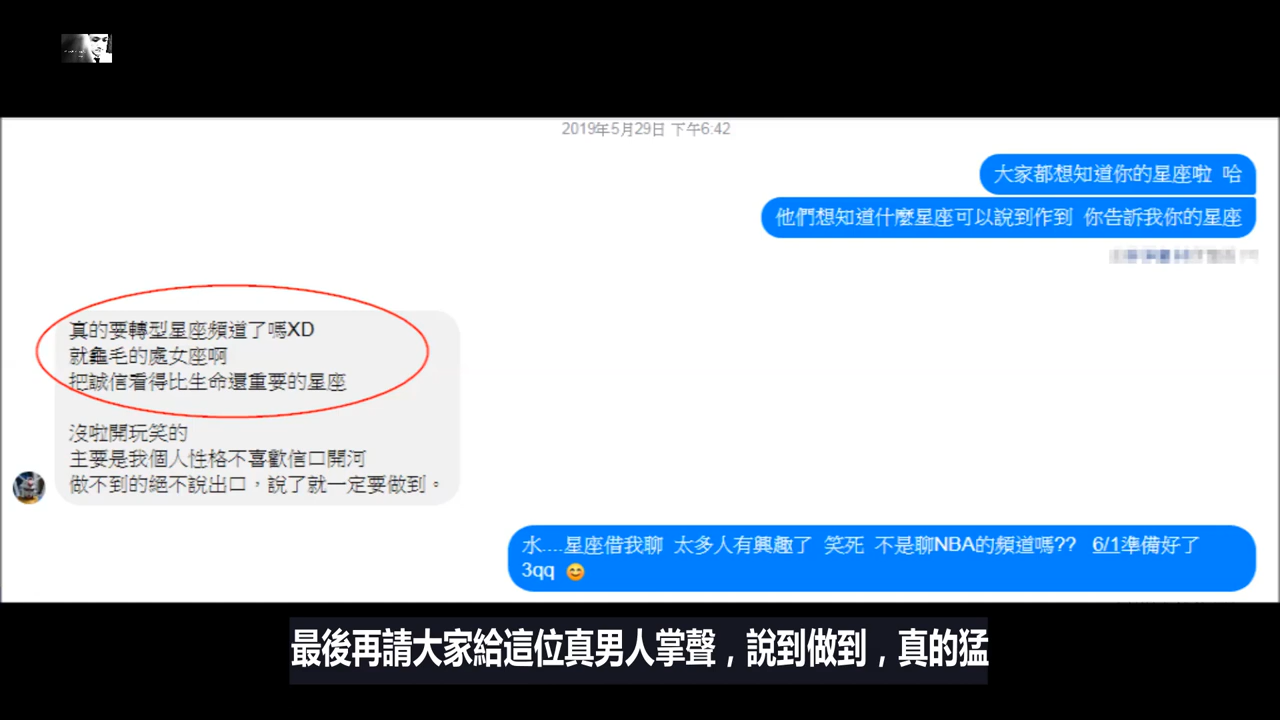 2019年5月29日 下午6:42
大家都想知道你的星座啦 哈
他們想知道什麼星座可以說到作到 你告訴我你的星座
真的要轉型星座頻道了嗎XD
就龜毛的處女座啊
把誠信看得比生命還重要的星座
沒啦開玩笑的
主要是我個人性格不喜歡信口開河
做不到的絕不說出口，說了就一定要做到。
水....星座借我聊 太多人有興趣了 笑死 不是聊NBA的頻道嗎?? 6/1準備好了
3qq 😊
最後再請大家給這位真男人掌聲，說到做到，真的猛